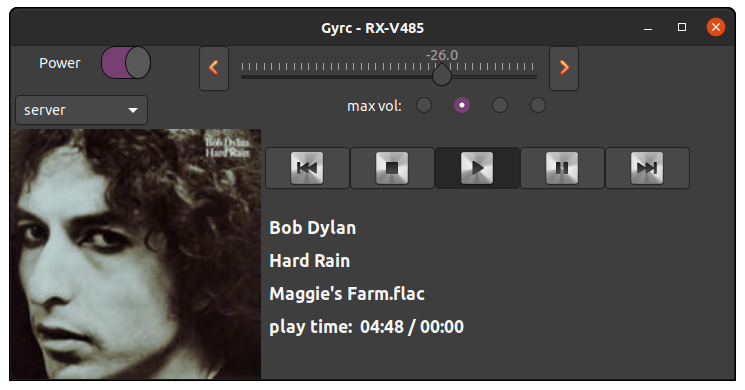 Gyrc - RX-V485
Power
-26.0
server
max vol:
Bob Dylan
Hard Rain
Bob Dylan
Hard Rain
Maggie's Farm.flac
play time: 04:48 / 00:00